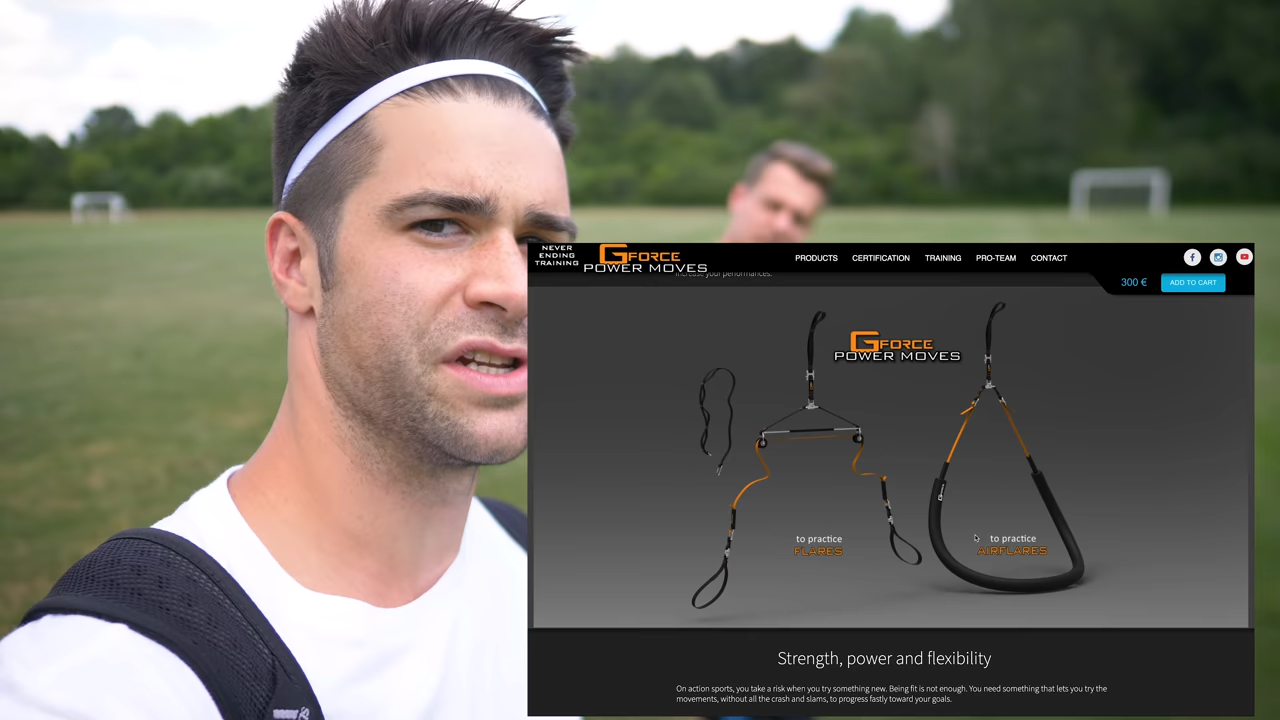 NEVER
ENDING
TRAINING
GFORCE
POWER MOVES
PRODUCTS
CERTIFICATION
TRAINING
PRO-TEAM
CONTACT
increase your performances.
300 €
ADD TO CART
GFORCE
POWER MOVES
to practice
FLARES
to practice
AIRFLARES
Strength, power and flexibility
On action sports, you take a risk when you try something new. Being fit is not enough. You need something that lets you try the
movements, without all the crash and slams, to progress fastly toward your goals.